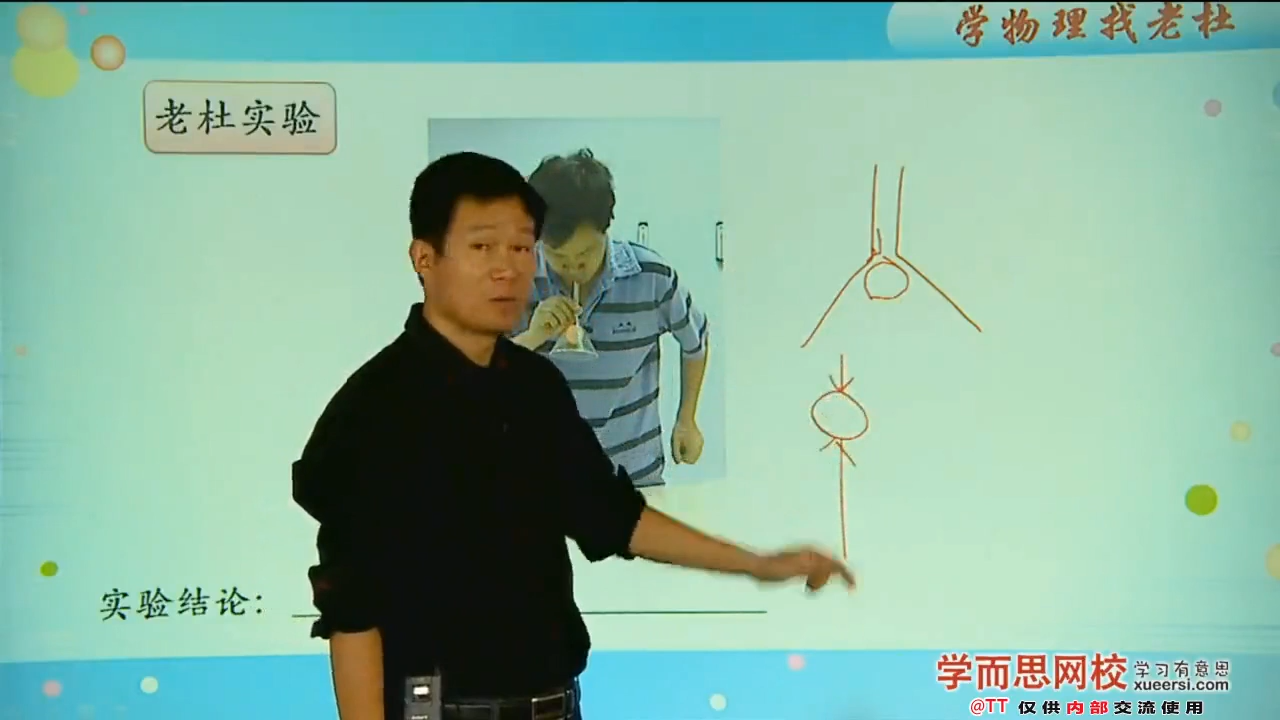 学物理找老杜
老杜实验
实验结论：
学而思网校 学习有意思
xueersi.com
@TT 仅供内部交流使用